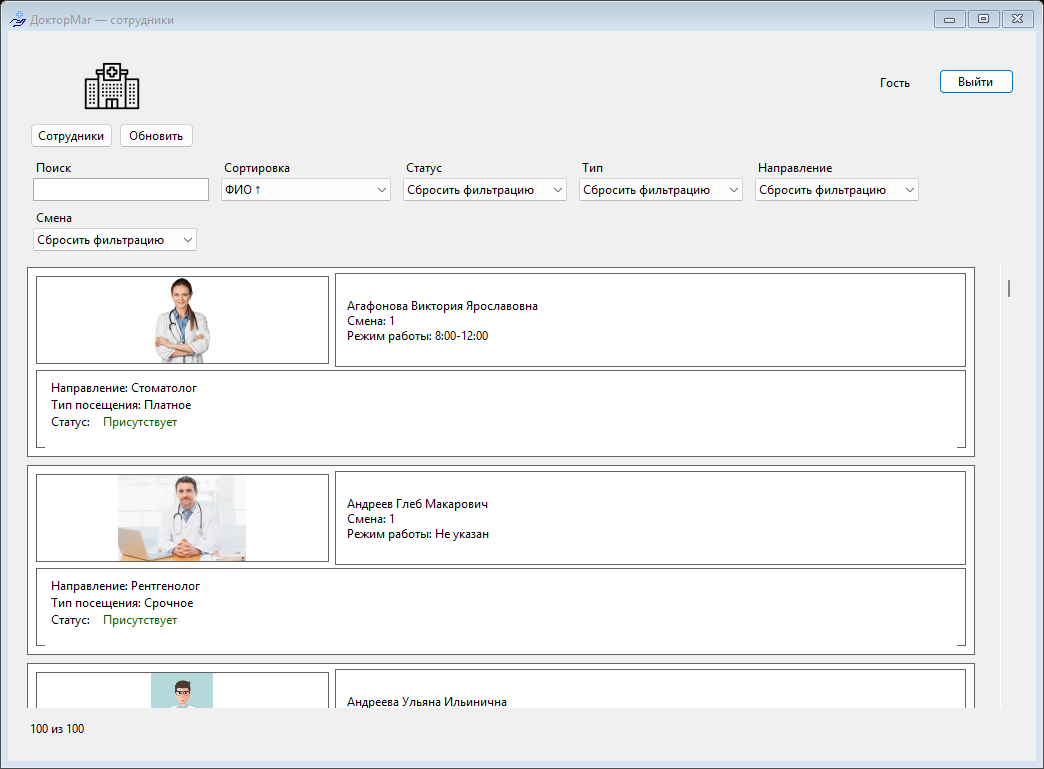 ДокторМаг — сотрудники
Гость
Выйти
Сотрудники
Обновить
Поиск
Сортировка
Статус
Тип
Направление
ФИО ↑
Сбросить фильтрацию
Сбросить фильтрацию
Сбросить фильтрацию
Смена
Сбросить фильтрацию
Агафонова Виктория Ярославовна
Смена: 1
Режим работы: 8:00-12:00
Направление: Стоматолог
Тип посещения: Платное
Статус: Присутствует
Андреев Глеб Макарович
Смена: 1
Режим работы: Не указан
Направление: Рентгенолог
Тип посещения: Срочное
Статус: Присутствует
Андреева Ульяна Ильинична
100 из 100